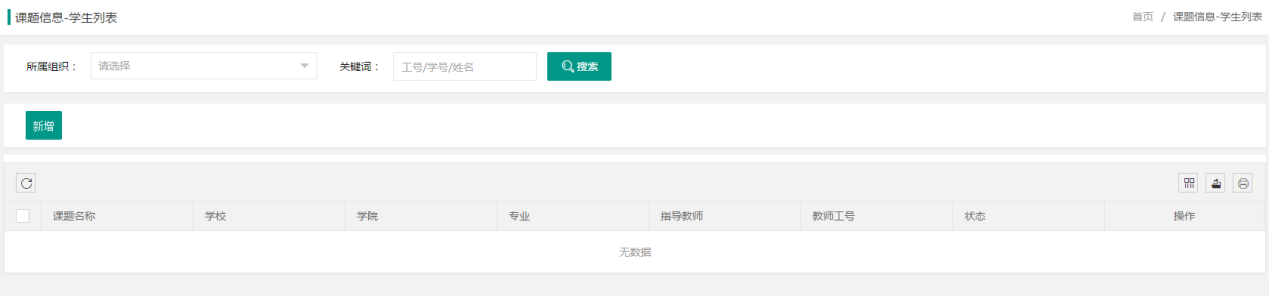 课题信息-学生列表
首页 / 课题信息-学生列表
所属组织： 请选择 关键词： 工号/学号/姓名 搜索
新增
课题名称 学校 学院 专业 指导教师 教师工号 状态 操作
无数据